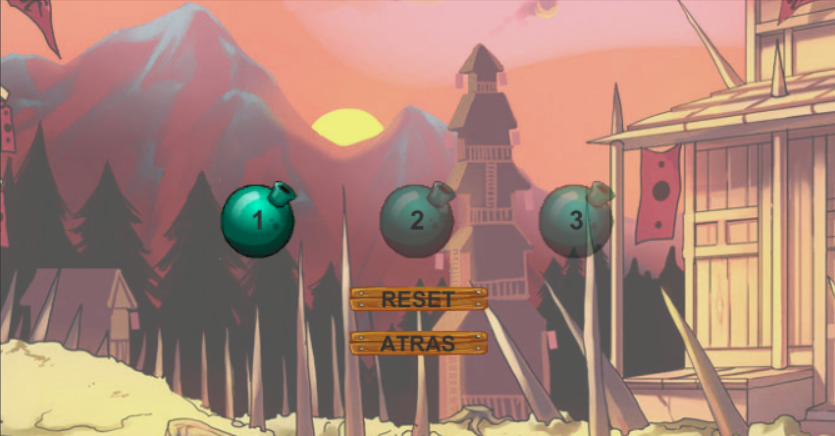 1 2 3
RESET
ATRAS